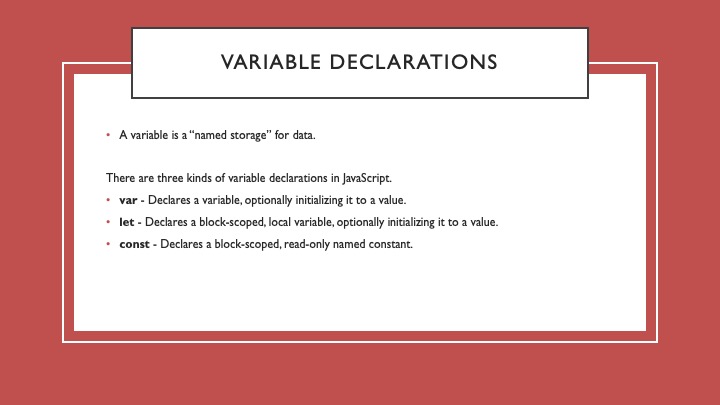 VARIABLE DECLARATIONS
• A variable is a “named storage” for data.
There are three kinds of variable declarations in JavaScript.
• var - Declares a variable, optionally initializing it to a value.
• let - Declares a block-scoped, local variable, optionally initializing it to a value.
• const - Declares a block-scoped, read-only named constant.